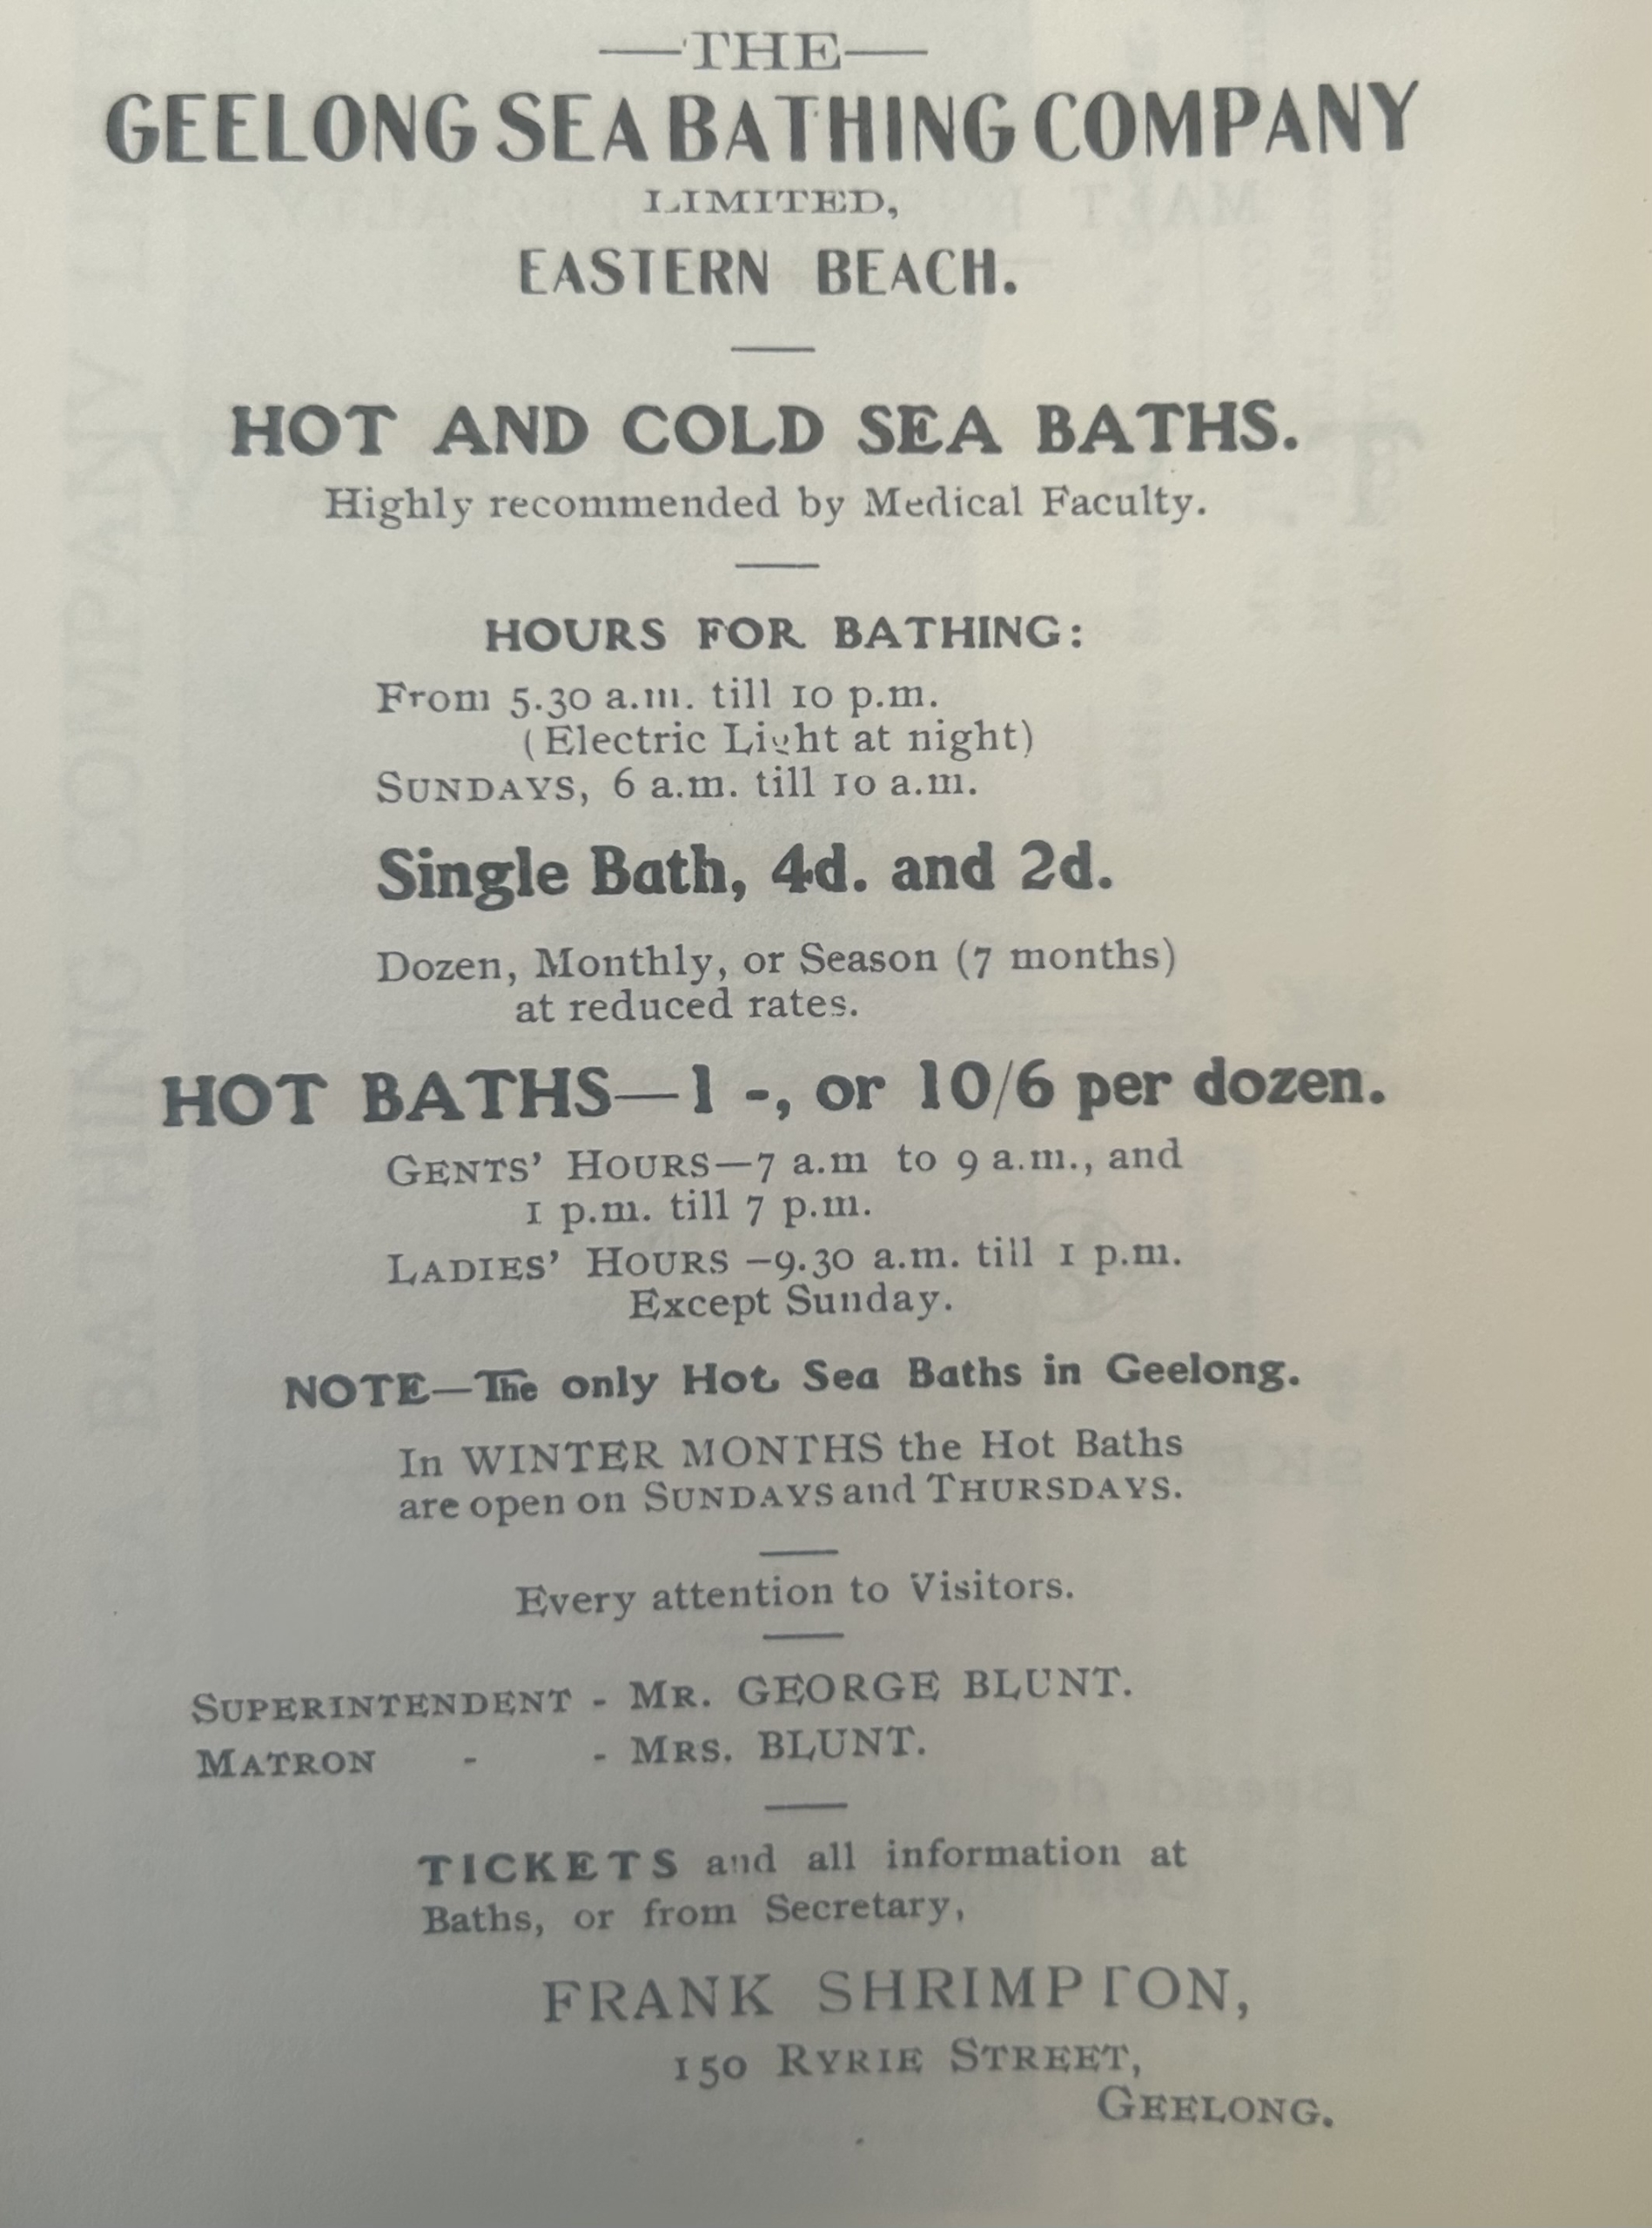 —THE—
GEELONG SEA BATHING COMPANY
LIMITED,
EASTERN BEACH.
HOT AND COLD SEA BATHS.
Highly recommended by Medical Faculty.
HOURS FOR BATHING:
From 5.30 a.m. till 10 p.m.
(Electric Light at night)
SUNDAYS, 6 a.m. till 10 a.m.
Single Bath, 4d. and 2d.
Dozen, Monthly, or Season (7 months)
at reduced rates.
HOT BATHS—1 -, or 10/6 per dozen.
GENTS' HOURS—7 a.m to 9 a.m., and
1 p.m. till 7 p.m.
LADIES' HOURS –9.30 a.m. till 1 p.m.
Except Sunday.
NOTE—The only Hot Sea Baths in Geelong.
In WINTER MONTHS the Hot Baths
are open on SUNDAYS and THURSDAYS.
Every attention to Visitors.
SUPERINTENDENT - MR. GEORGE BLUNT.
MATRON - - MRS. BLUNT.
TICKETS and all information at
Baths, or from Secretary,
FRANK SHRIMPTON,
150 RYRIE STREET,
GEELONG.